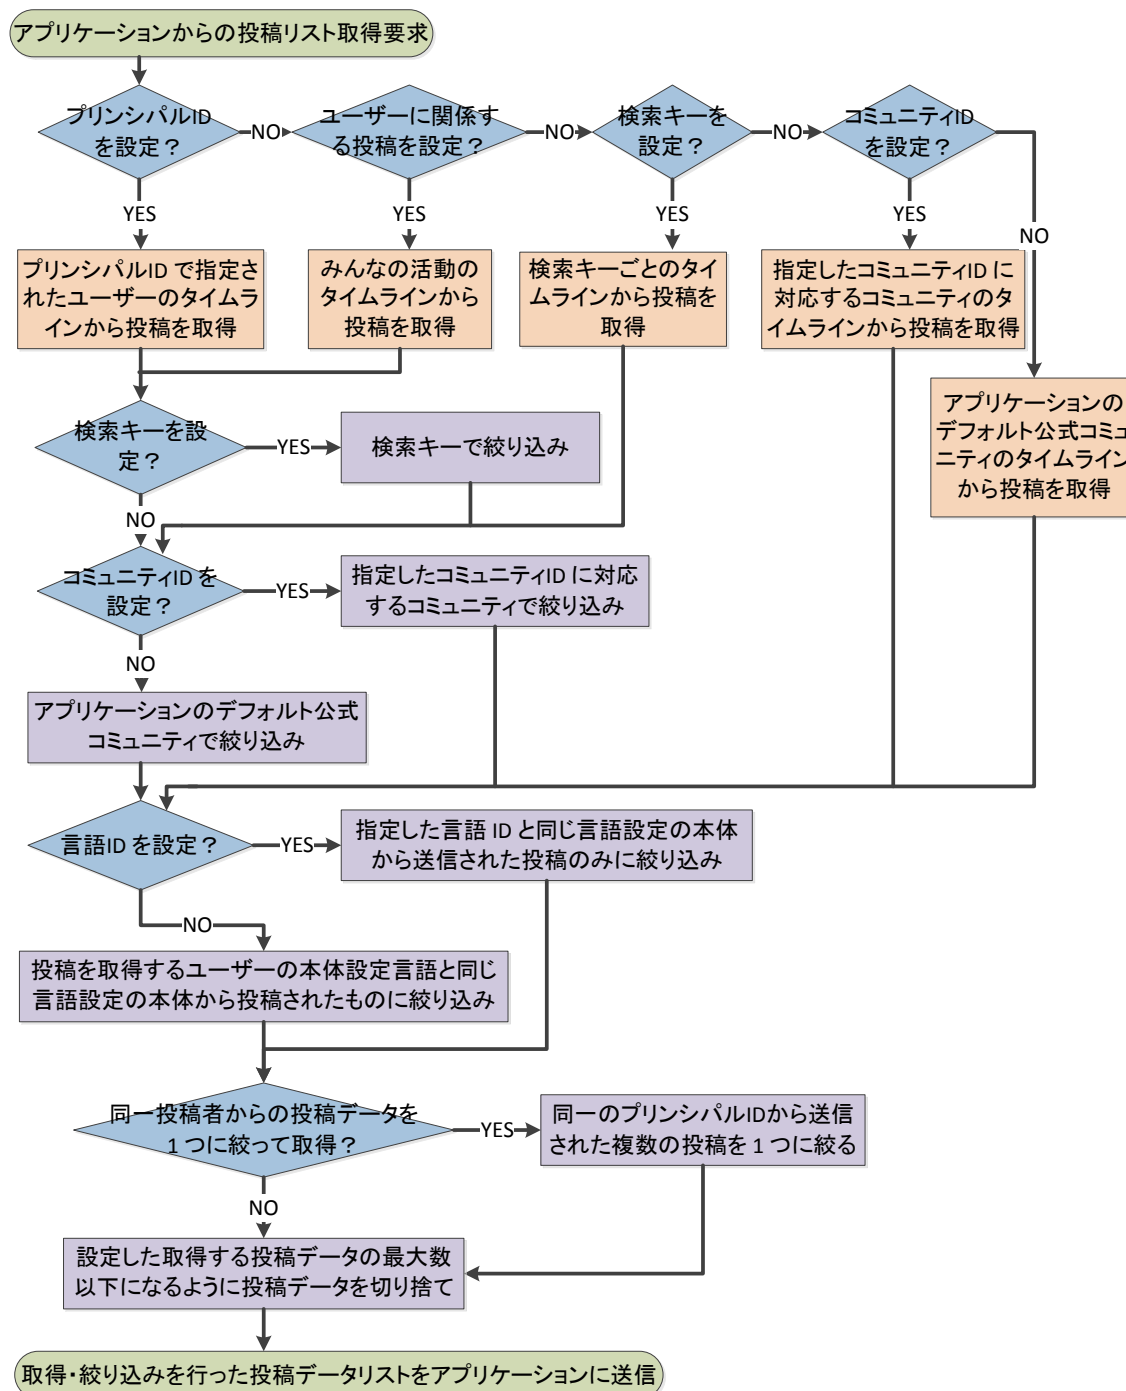 アプリケーションからの投稿リスト取得要求
プリンシパルID
を設定？
NO
ユーザーに関係す
る投稿を設定？
NO
検索キーを
設定？
NO
コミュニティID
を設定？
YES
YES
YES
YES
NO
プリンシパルID で指定さ
れたユーザーのタイムラ
インから投稿を取得
みんなの活動の
タイムラインから
投稿を取得
検索キーごとのタイ
ムラインから投稿を
取得
指定したコミュニティID に
対応するコミュニティのタ
イムラインから投稿を取得
アプリケーションの
デフォルト公式コミュ
ニティのタイムライン
から投稿を取得
検索キーを設
定？
YES
検索キーで絞り込み
NO
コミュニティID を
設定？
YES
指定したコミュニティID に対応
するコミュニティで絞り込み
NO
アプリケーションのデフォルト公式
コミュニティで絞り込み
言語ID を設定？
YES
指定した言語 ID と同じ言語設定の本体
から送信された投稿のみに絞り込み
NO
投稿を取得するユーザーの本体設定言語と同じ
言語設定の本体から投稿されたものに絞り込み
同一投稿者からの投稿データを
1 つに絞って取得？
YES
同一のプリンシパルIDから送信
された複数の投稿を 1 つに絞る
NO
設定した取得する投稿データの最大数
以下になるように投稿データを切り捨て
取得・絞り込みを行った投稿データリストをアプリケーションに送信